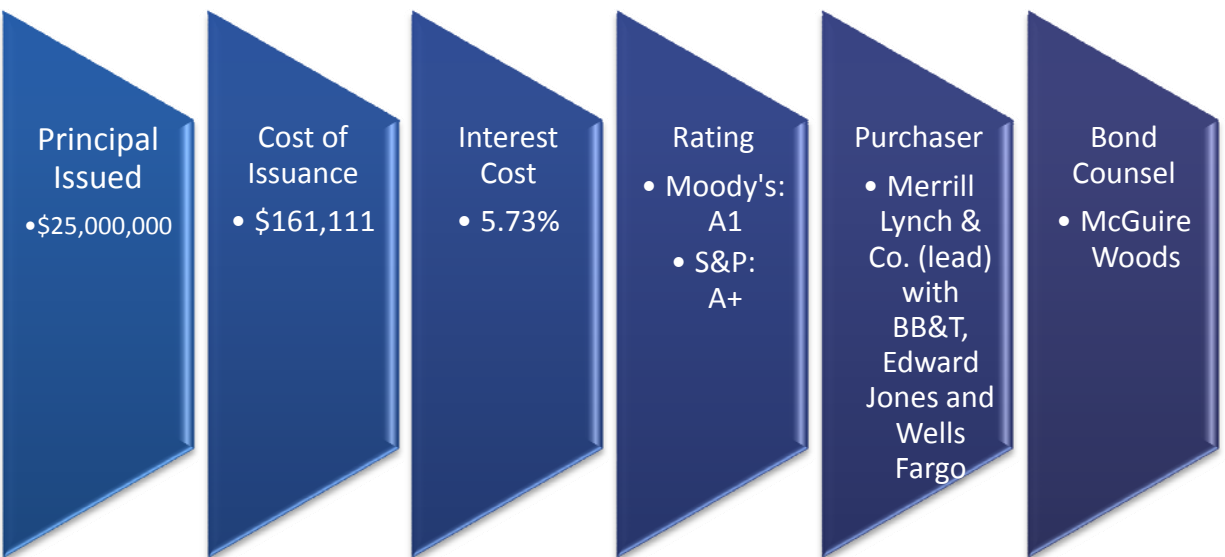 Principal
Issued
•$25,000,000
Cost of
Issuance
• $161,111
Interest
Cost
• 5.73%
Rating
• Moody's:
A1
• S&P:
A+
Purchaser
• Merrill
Lynch &
Co. (lead)
with
BB&T,
Edward
Jones and
Wells
Fargo
Bond
Counsel
• McGuire
Woods